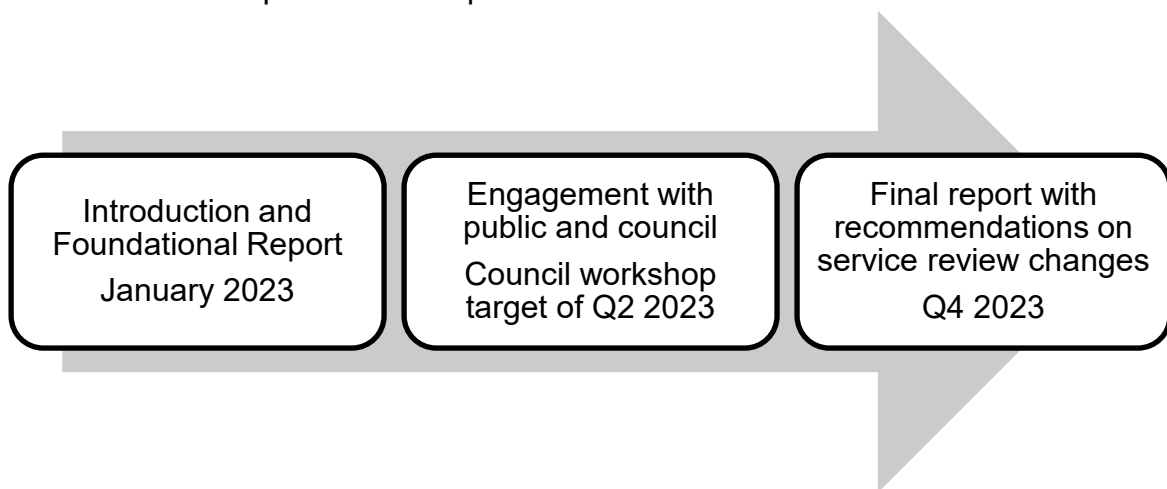 Introduction and
Foundational Report
January 2023
Engagement with
public and council
Council workshop
target of Q2 2023
Final report with
recommendations on
service review changes
Q4 2023